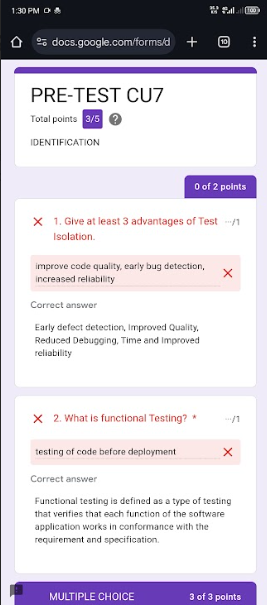 1:30 PM
docs.google.com/forms/d
10
PRE-TEST CU7
Total points 3/5 ?
IDENTIFICATION
0 of 2 points
1. Give at least 3 advantages of Test ···/1
Isolation.
improve code quality, early bug detection,
increased reliability
Correct answer
Early defect detection, Improved Quality,
Reduced Debugging, Time and Improved
reliability
2. What is functional Testing? * ···/1
testing of code before deployment
Correct answer
Functional testing is defined as a type of testing
that verifies that each function of the software
application works in conformance with the
requirement and specification.
MULTIPLE CHOICE 3 of 3 points